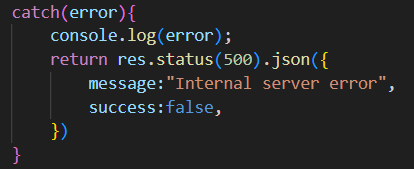 catch(error){
    console.log(error);
    return res.status(500).json({
        message:"Internal server error",
        success:false,
    })
}